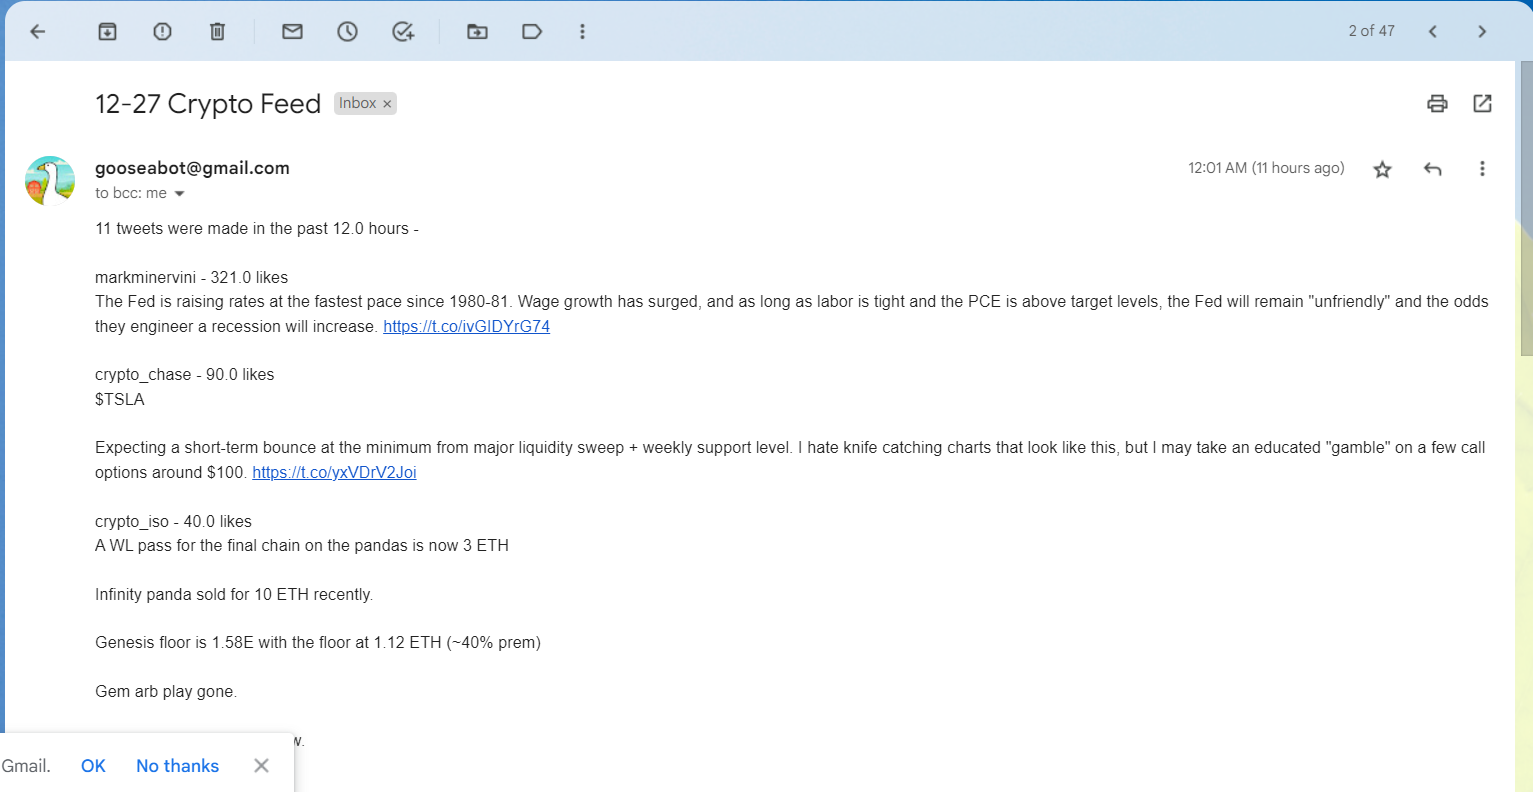 2 of 47
12-27 Crypto Feed Inbox ×
gooseabot@gmail.com 12:01 AM (11 hours ago)
to bcc: me
11 tweets were made in the past 12.0 hours -
markminervini - 321.0 likes
The Fed is raising rates at the fastest pace since 1980-81. Wage growth has surged, and as long as labor is tight and the PCE is above target levels, the Fed will remain "unfriendly" and the odds
they engineer a recession will increase. https://t.co/ivGIDYrG74
crypto_chase - 90.0 likes
$TSLA
Expecting a short-term bounce at the minimum from major liquidity sweep + weekly support level. I hate knife catching charts that look like this, but I may take an educated "gamble" on a few call
options around $100. https://t.co/yxVDrV2Joi
crypto_iso - 40.0 likes
A WL pass for the final chain on the pandas is now 3 ETH
Infinity panda sold for 10 ETH recently.
Genesis floor is 1.58E with the floor at 1.12 ETH (~40% prem)
Gem arb play gone.
Gmail. OK No thanks